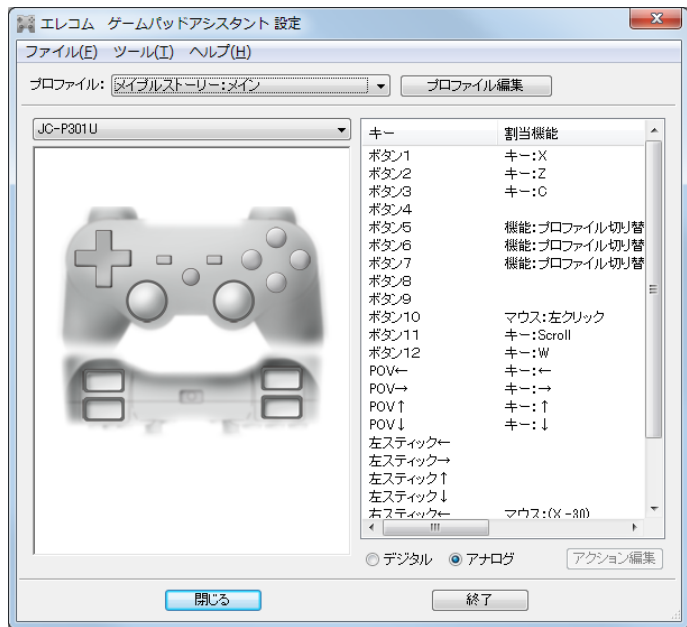 エレコム ゲームパッドアシスタント 設定
ファイル(F) ツール(T) ヘルプ(H)
プロファイル: メイプルストーリー:メイン プロファイル編集
JC-P301U
キー 割当機能
ボタン1 キー:X
ボタン2 キー:Z
ボタン3 キー:C
ボタン4
ボタン5 機能:プロファイル切り替
ボタン6 機能:プロファイル切り替
ボタン7 機能:プロファイル切り替
ボタン8
ボタン9
ボタン10 マウス:左クリック
ボタン11 キー:Scroll
ボタン12 キー:W
POV← キー:←
POV→ キー:→
POV↑ キー:↑
POV↓ キー:↓
左スティック←
左スティック→
左スティック↑
左スティック↓
右スティック← マウス:(X -30)
デジタル アナログ アクション編集
閉じる 終了